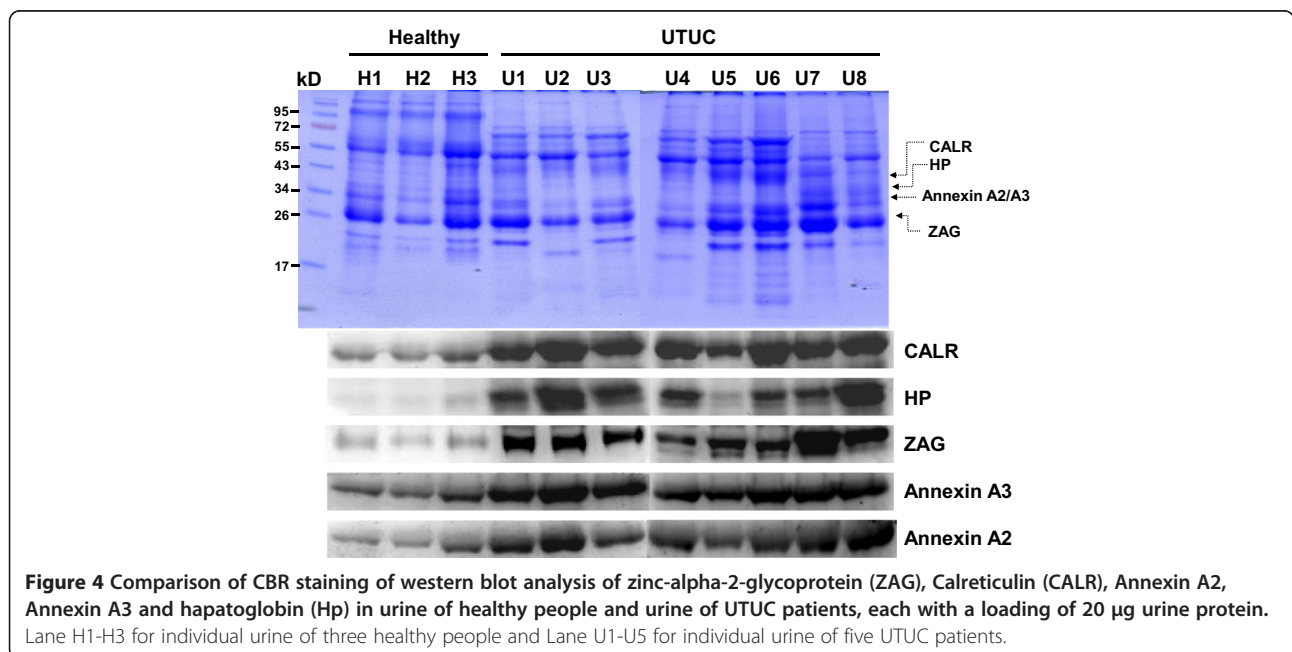 Healthy UTUC
kD H1 H2 H3 U1 U2 U3 U4 U5 U6 U7 U8
95
72
55
43
34
26
17
CALR
HP
Annexin A2/A3
ZAG
CALR
HP
ZAG
Annexin A3
Annexin A2
Figure 4 Comparison of CBR staining of western blot analysis of zinc-alpha-2-glycoprotein (ZAG), Calreticulin (CALR), Annexin A2,
Annexin A3 and hapatoglobin (Hp) in urine of healthy people and urine of UTUC patients, each with a loading of 20 μg urine protein.
Lane H1-H3 for individual urine of three healthy people and Lane U1-U5 for individual urine of five UTUC patients.